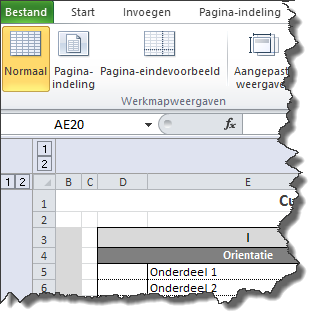 Bestand Start Invoegen Pagina-indeling
Normaal Pagina-indeling Pagina-eindevoorbeeld Aangepast weergave
Werkmapweergaven
AE20 fx
1
2
1 2 B C D E
1
2
3 I
4 Orientatie
5 Onderdeel 1
6 Onderdeel 2